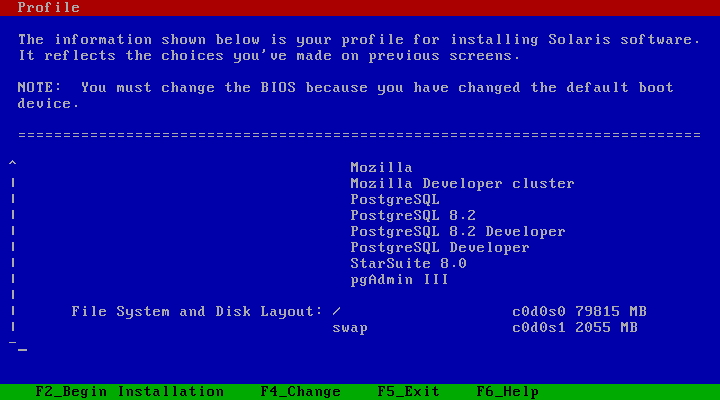 Profile
The information shown below is your profile for installing Solaris software.
It reflects the choices you've made on previous screens.
NOTE:  You must change the BIOS because you have changed the default boot
device.
============================================================================
^                                     Mozilla
|                                     Mozilla Developer cluster
|                                     PostgreSQL
|                                     PostgreSQL 8.2
|                                     PostgreSQL 8.2 Developer
|                                     PostgreSQL Developer
|                                     StarSuite 8.0
|                                     pgAdmin III
|
|      File System and Disk Layout: /                   c0d0s0 79815 MB
|                                   swap                c0d0s1 2055 MB
-_
F2_Begin Installation    F4_Change    F5_Exit    F6_Help